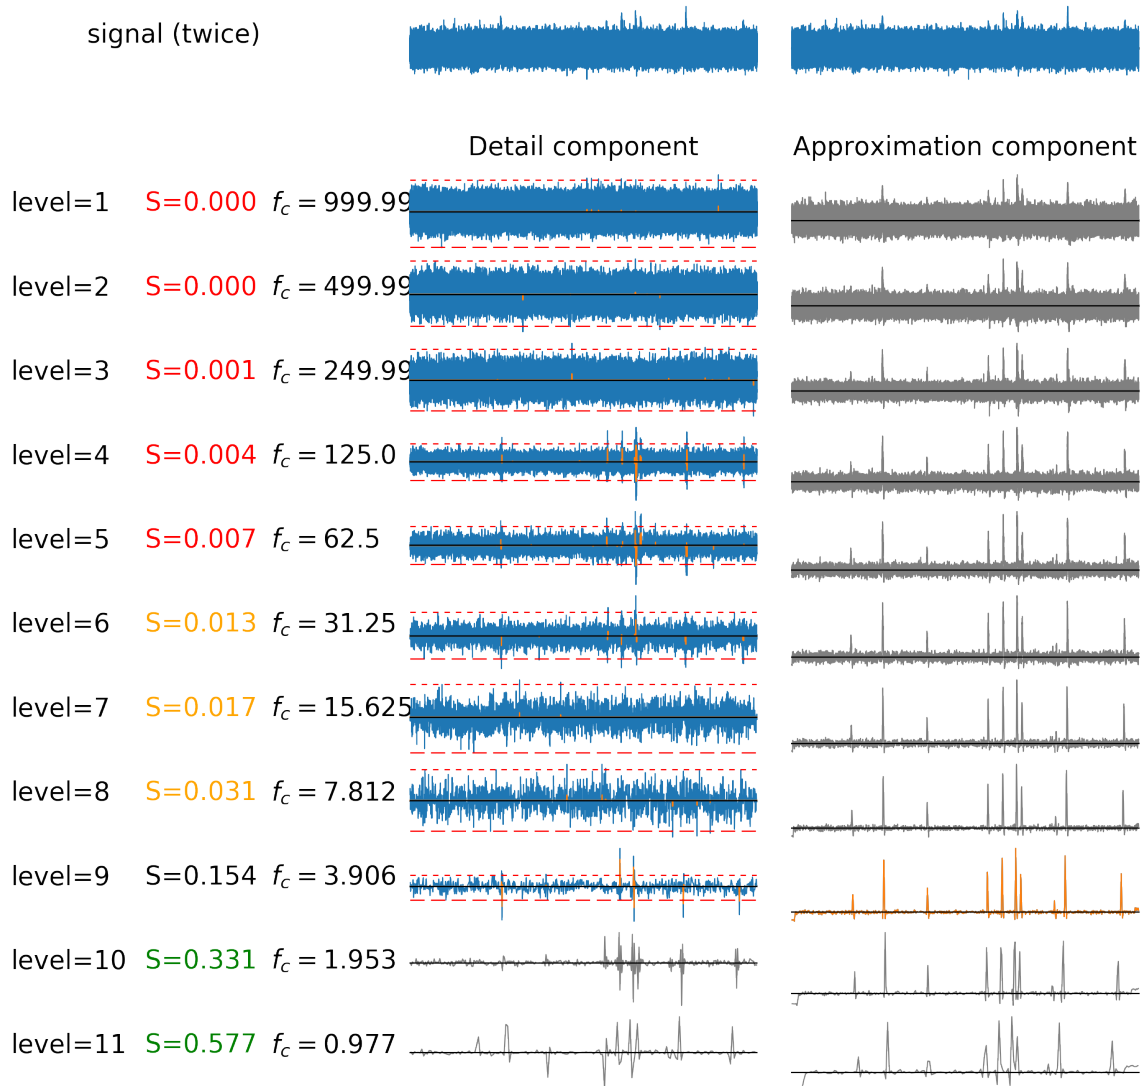 signal (twice)
Detail component Approximation component
level=1 S=0.000 f_c = 999.99
level=2 S=0.000 f_c = 499.99
level=3 S=0.001 f_c = 249.99
level=4 S=0.004 f_c = 125.0
level=5 S=0.007 f_c = 62.5
level=6 S=0.013 f_c = 31.25
level=7 S=0.017 f_c = 15.625
level=8 S=0.031 f_c = 7.812
level=9 S=0.154 f_c = 3.906
level=10 S=0.331 f_c = 1.953
level=11 S=0.577 f_c = 0.977